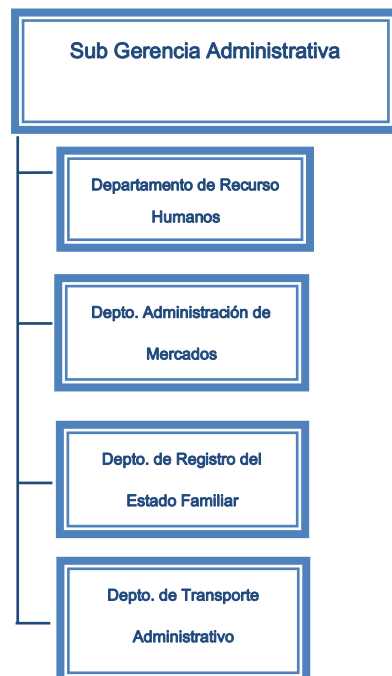 Sub Gerencia Administrativa
Departamento de Recurso
Humanos
Depto. Administración de
Mercados
Depto. de Registro del
Estado Familiar
Depto. de Transporte
Administrativo